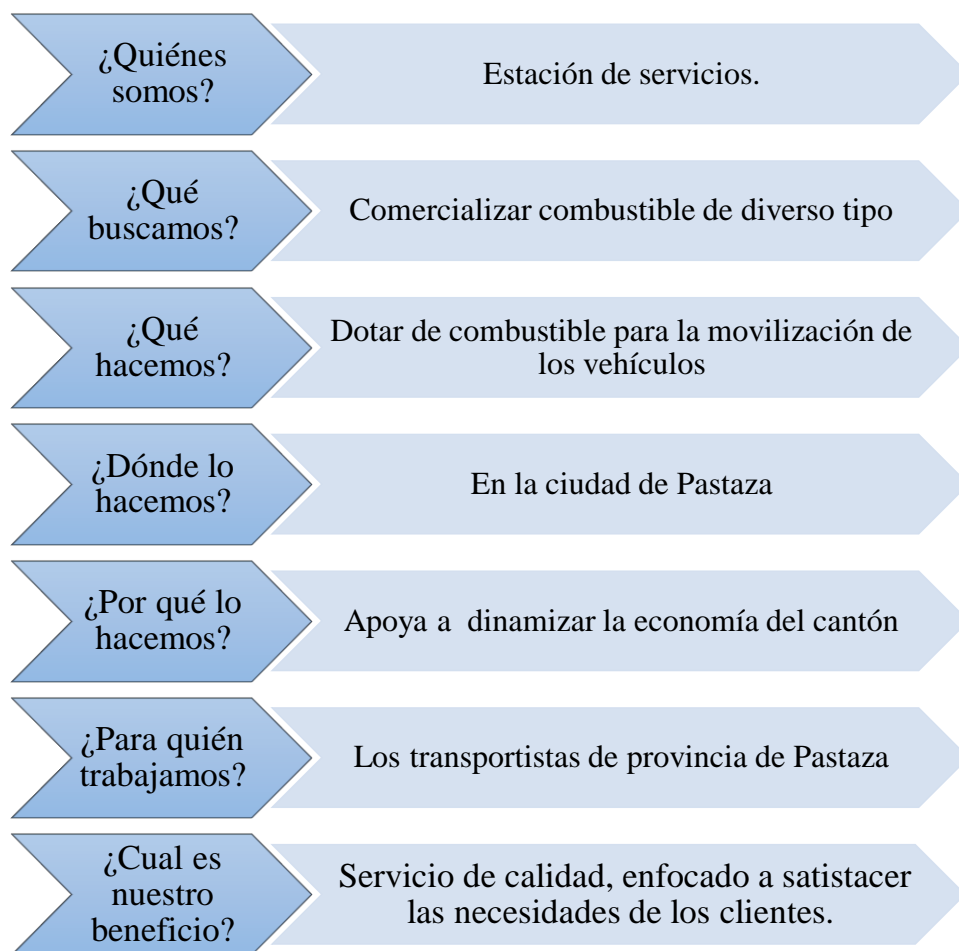 ¿Quiénes
somos?
Estación de servicios.
¿Qué
buscamos?
Comercializar combustible de diverso tipo
¿Qué
hacemos?
Dotar de combustible para la movilización de
los vehículos
¿Dónde lo
hacemos?
En la ciudad de Pastaza
¿Por qué lo
hacemos?
Apoya a  dinamizar la economía del cantón
¿Para quién
trabajamos?
Los transportistas de provincia de Pastaza
¿Cual es
nuestro
beneficio?
Servicio de calidad, enfocado a satistacer
las necesidades de los clientes.